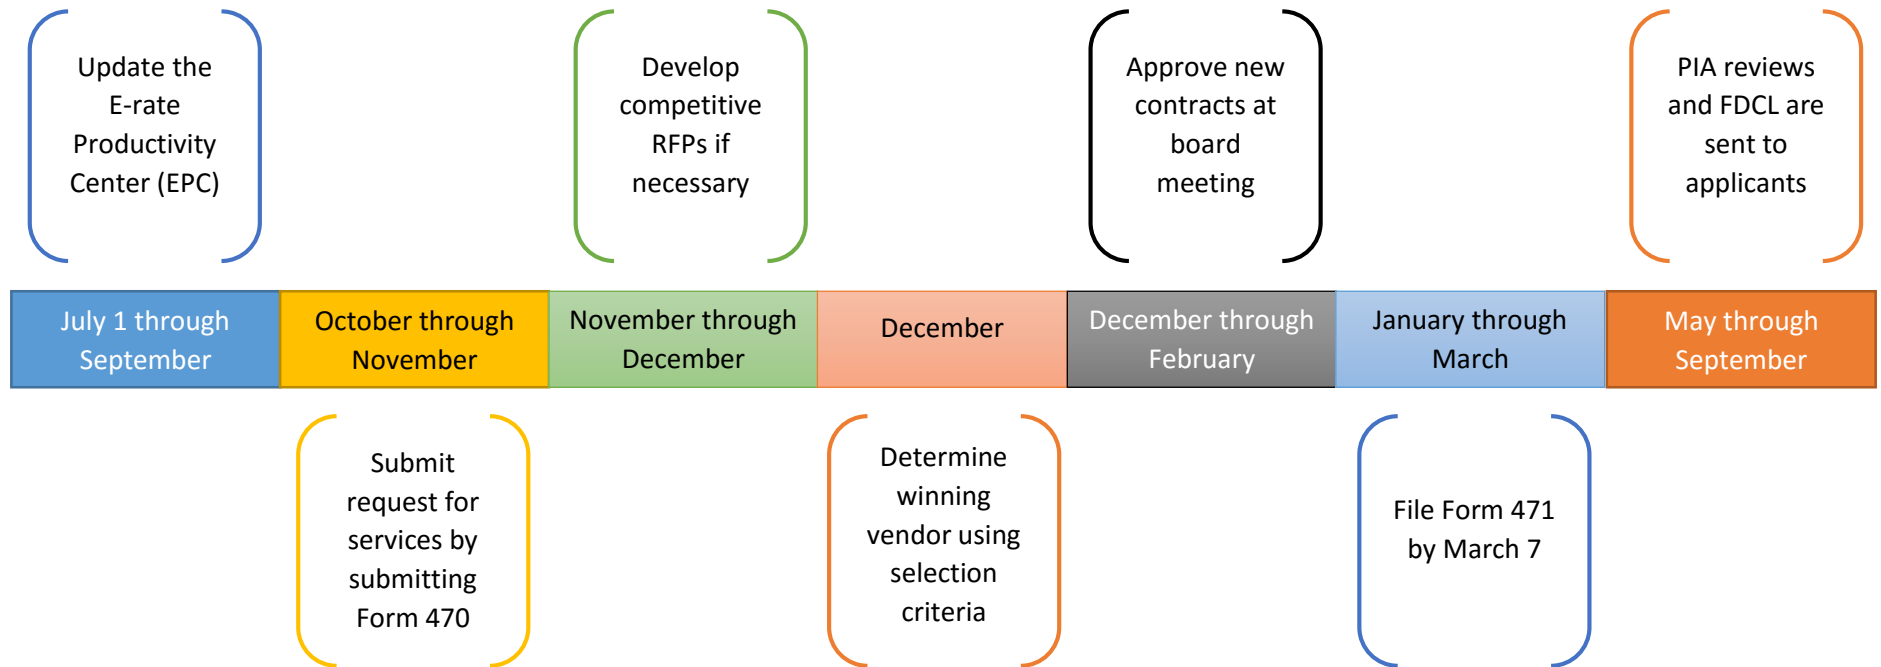 Update the
E-rate
Productivity
Center (EPC)
Develop
competitive
RFPs if
necessary
Approve new
contracts at
board
meeting
PIA reviews
and FDCL are
sent to
applicants
July 1 through
September
October through
November
November through
December
December
December through
February
January through
March
May through
September
Submit
request for
services by
submitting
Form 470
Determine
winning
vendor using
selection
criteria
File Form 471
by March 7